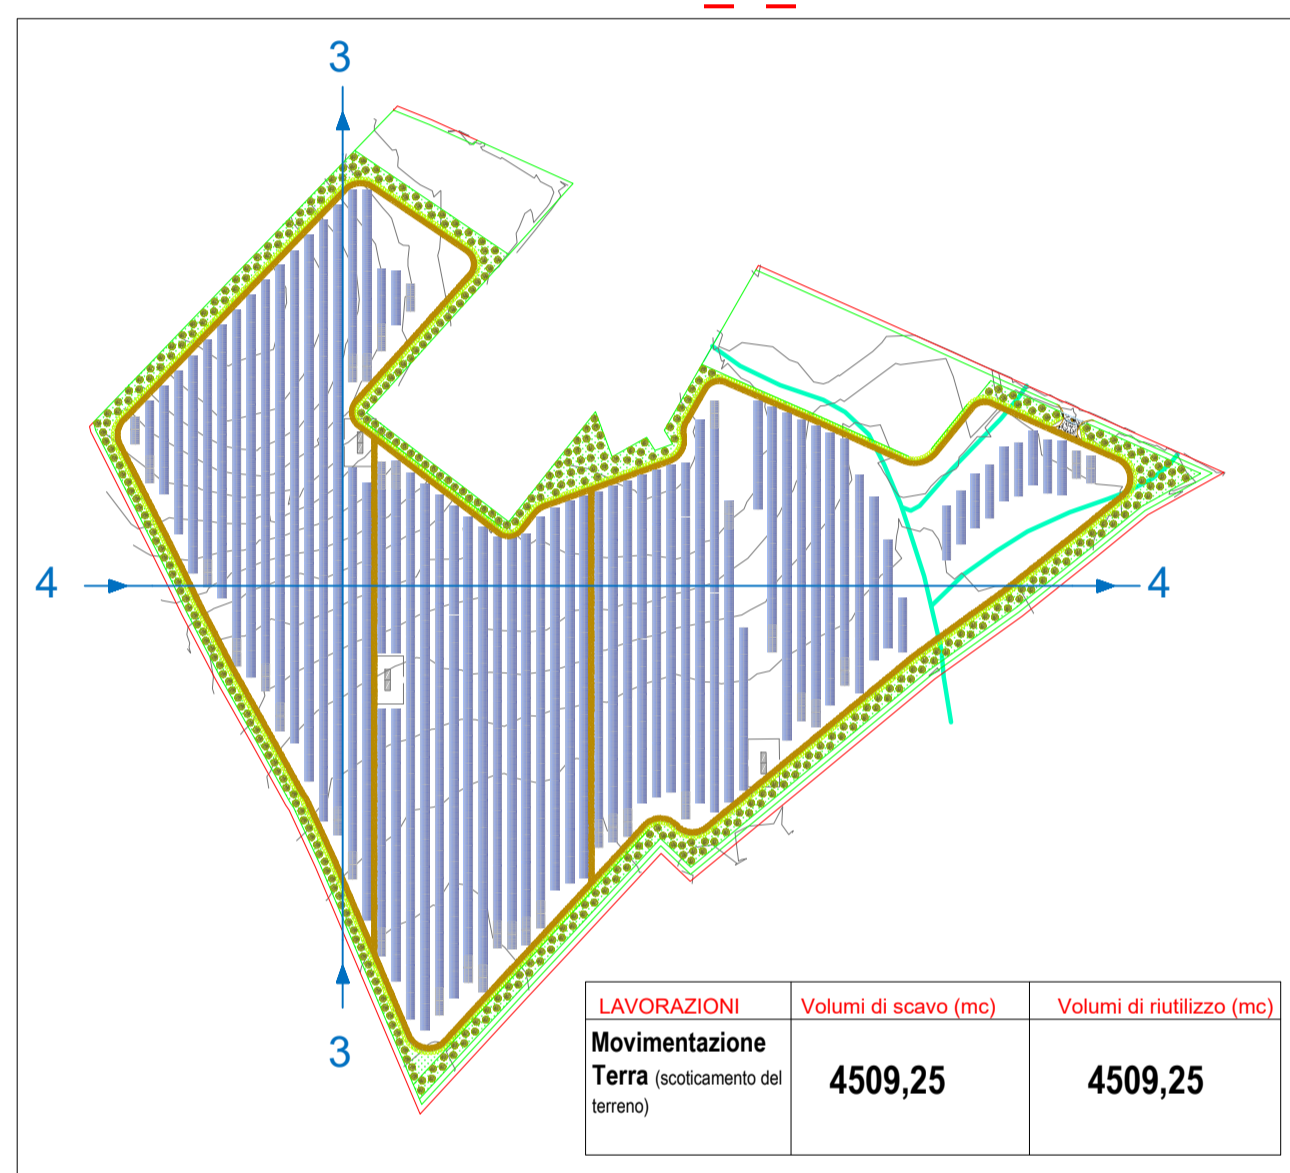 3
4
4
3
LAVORAZIONI Volumi di scavo (mc) Volumi di riutilizzo (mc)
Movimentazione
Terra (scoticamento del
terreno)
4509,25 4509,25